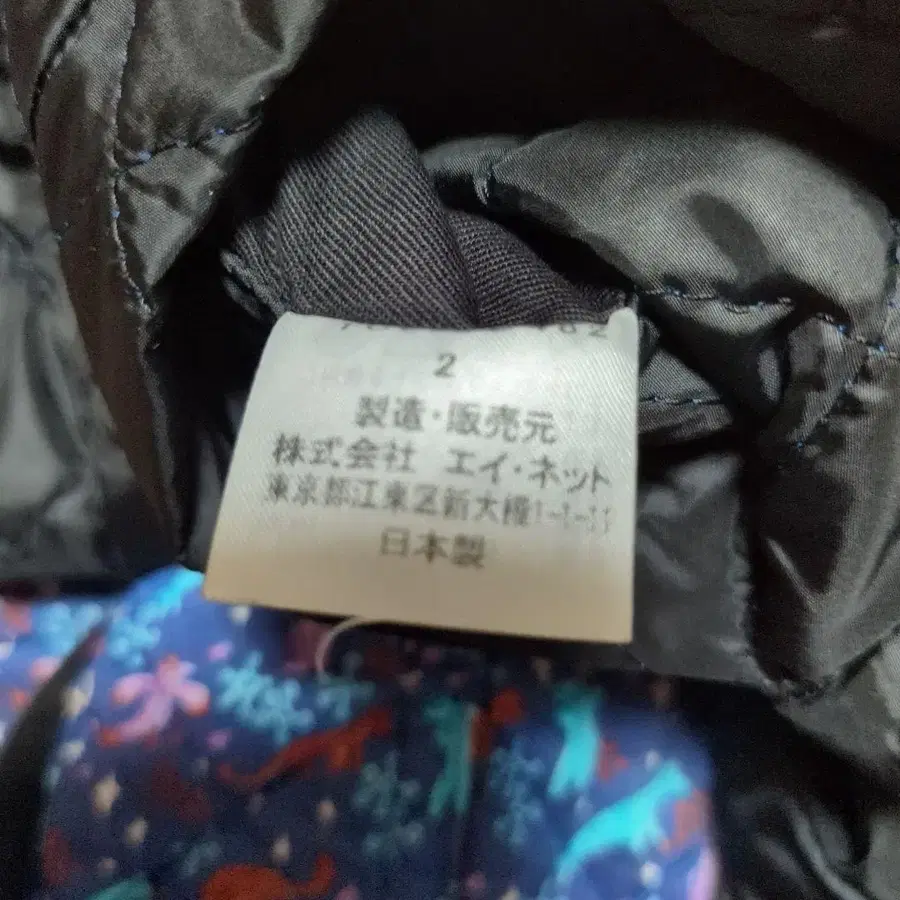 2
製造・販売元
株式会社 エイ・ネット
東京都江東区新大橋1-1-11
日本製